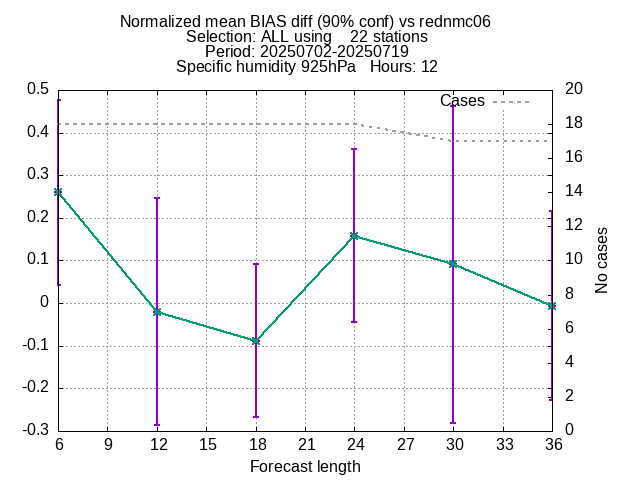 Normalized mean BIAS diff (90% conf) vs rednmc06
Selection: ALL using    22 stations
Period: 20250702-20250719
Specific humidity 925hPa   Hours: 12
Cases
0.5
0.4
0.3
0.2
0.1
0
-0.1
-0.2
-0.3
20
18
16
14
12
10
8
6
4
2
0
No cases
6 9 12 15 18 21 24 27 30 33 36
Forecast length